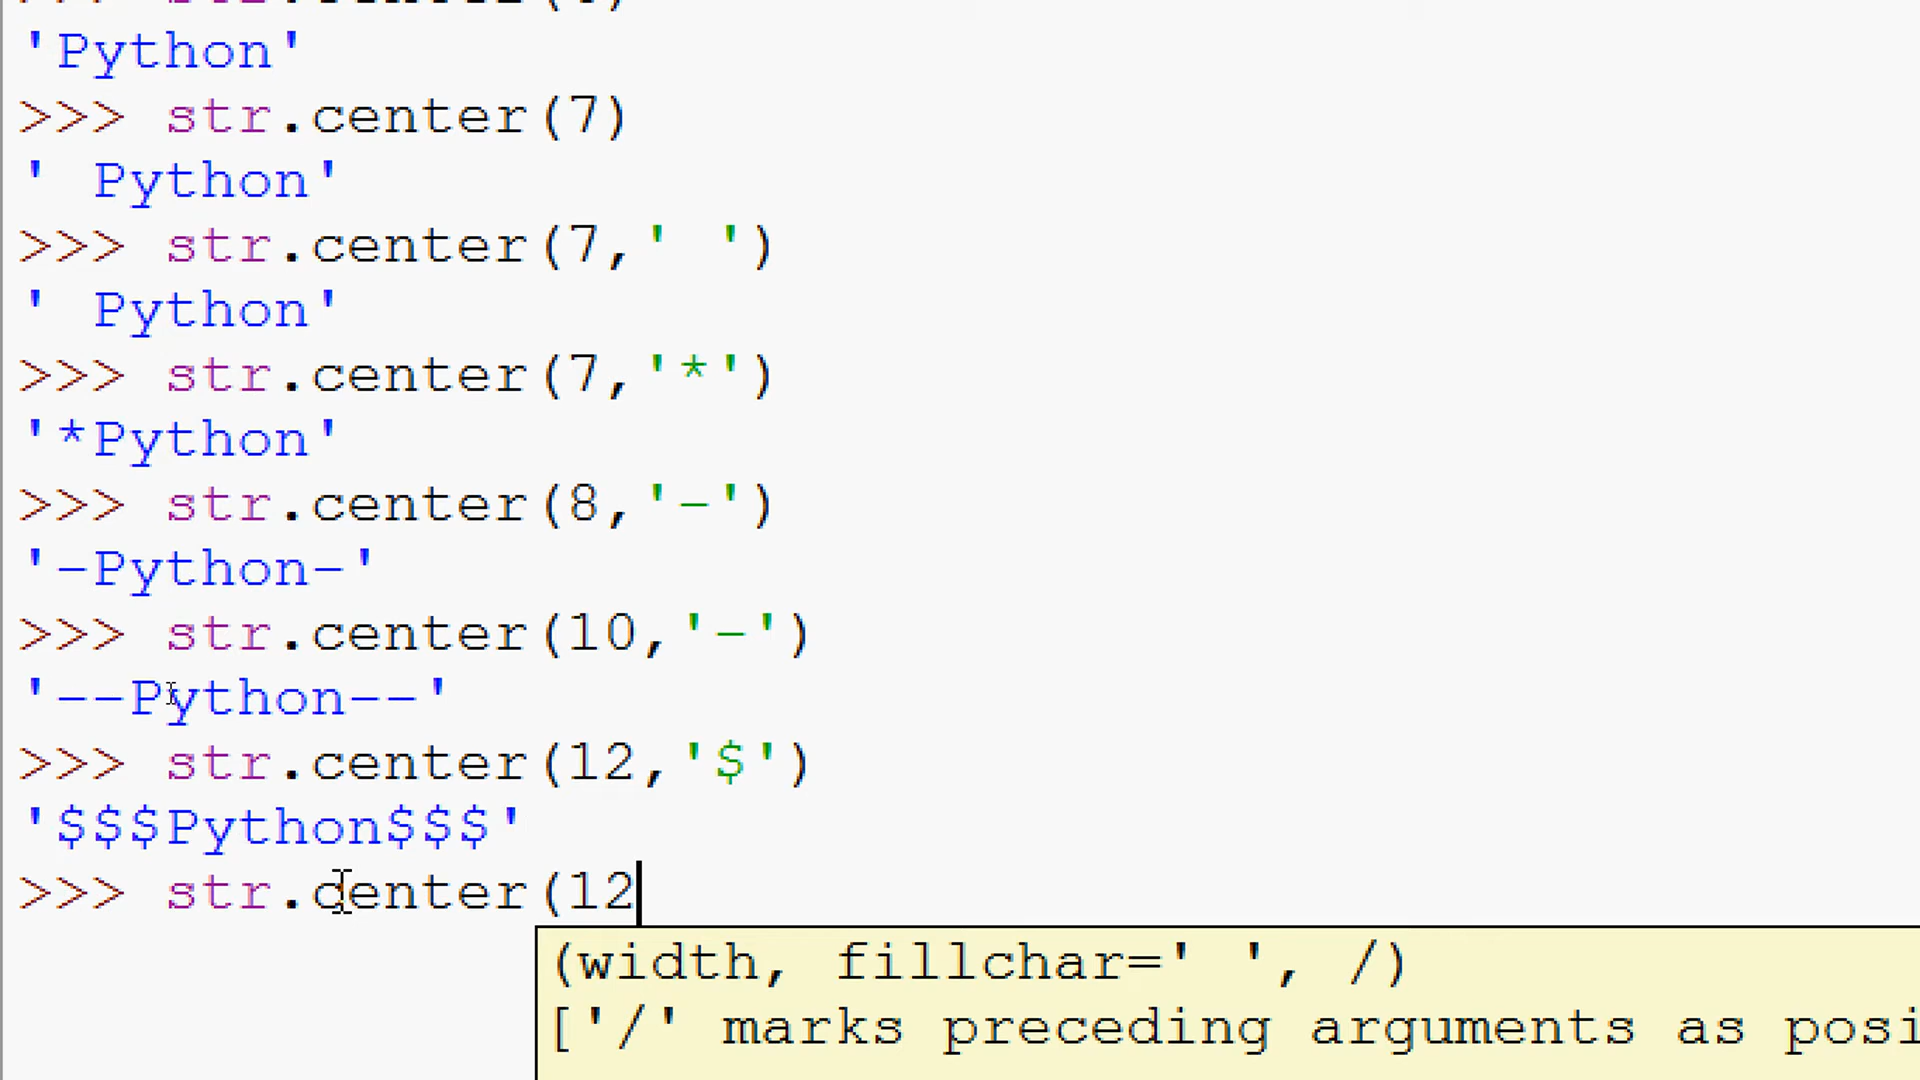 'Python'
>>> str.center(7)
' Python'
>>> str.center(7,' ')
' Python'
>>> str.center(7,'*')
'*Python'
>>> str.center(8,'-')
'-Python-'
>>> str.center(10,'-')
'--Python--'
>>> str.center(12,'$')
'$$$Python$$$'
>>> str.center(12
(width, fillchar=' ', /)
['/' marks preceding arguments as posi